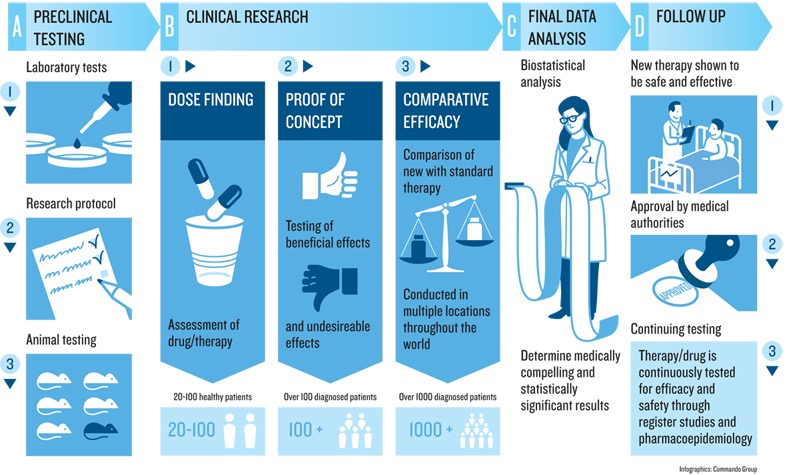 A
PRECLINICAL
TESTING
Laboratory tests
1
Research protocol
2
Animal testing
3
B
CLINICAL RESEARCH
1
DOSE FINDING
Assessment of
drug/therapy
20-100 healthy patients
20-100
2
PROOF OF
CONCEPT
Testing of
beneficial effects
and undesireable
effects
Over 100 diagnosed patients
100 +
3
COMPARATIVE
EFFICACY
Comparison of
new with standard
therapy
Conducted in
multiple locations
throughout the
world
Over 1000 diagnosed patients
1000 +
C
FINAL DATA
ANALYSIS
Biostatistical
analysis
Determine medically
compelling and
statistically
significant results
D
FOLLOW UP
New therapy shown to
be safe and effective
1
Approval by medical
authorities
2
APPROVED
Continuing testing
3
Therapy/drug is
continuously tested
for efficacy and
safety through
register studies and
pharmacoepidemiology
Infographics: Commando Group